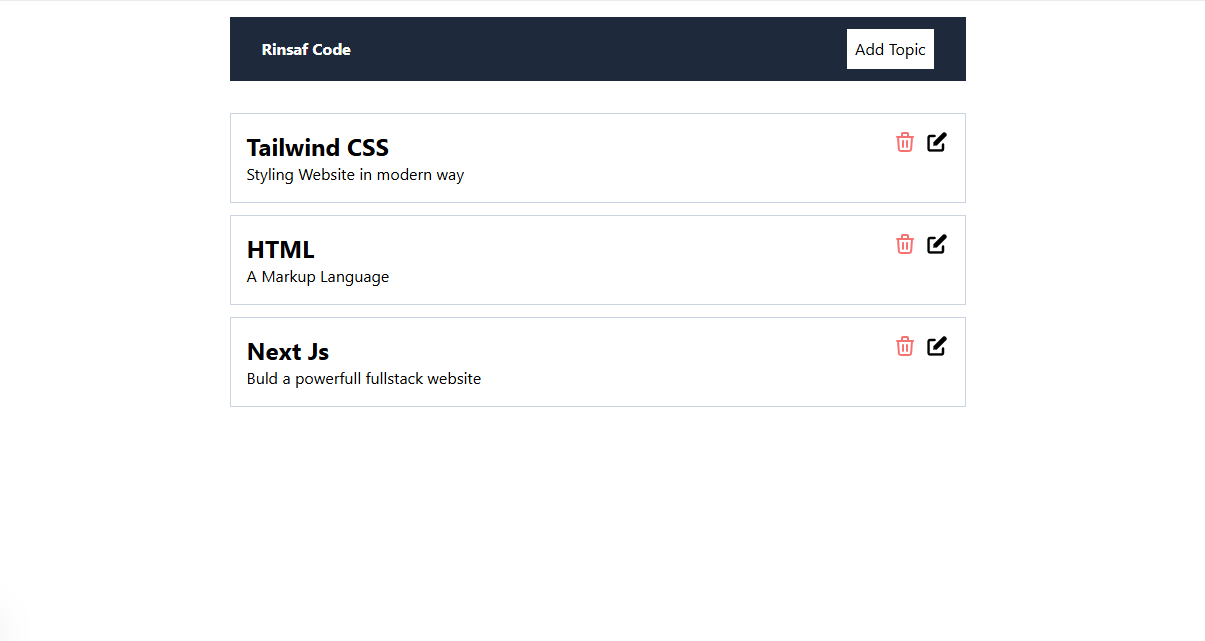 Rinsaf Code
Add Topic
Tailwind CSS
Styling Website in modern way
HTML
A Markup Language
Next Js
Buld a powerfull fullstack website